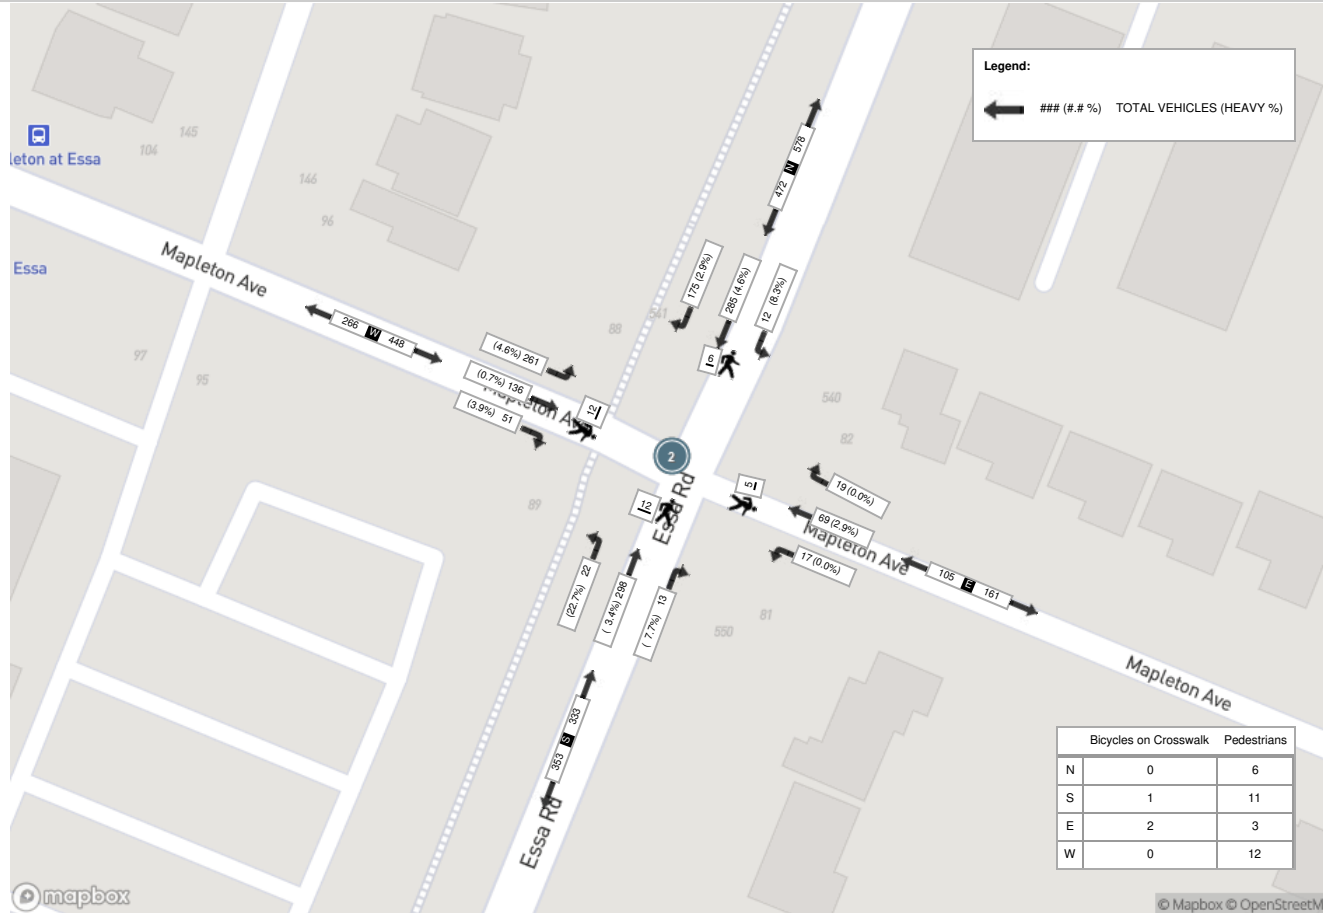 Legend:
### (#.# %) TOTAL VEHICLES (HEAVY %)
145
104
leton at Essa
146
96
Essa
Mapleton Ave
97
95
88
541
578
N
472
175 (2.9%)
285 (4.6%)
12 (8.3%)
6
266 W 448
(4.6%) 261
(0.7%) 136
(3.9%) 51
Mapleton Ave
12
2
540
82
89
12
Essa Rd
5
19 (0.0%)
69 (2.9%)
17 (0.0%)
Mapleton Ave
105 E 161
(22.7%) 22
( 3.4%) 298
( 7.7%) 13
550
81
353 S 333
Essa Rd
Mapleton Ave
Bicycles on Crosswalk Pedestrians
N 0 6
S 1 11
E 2 3
W 0 12
mapbox
© Mapbox © OpenStreetM